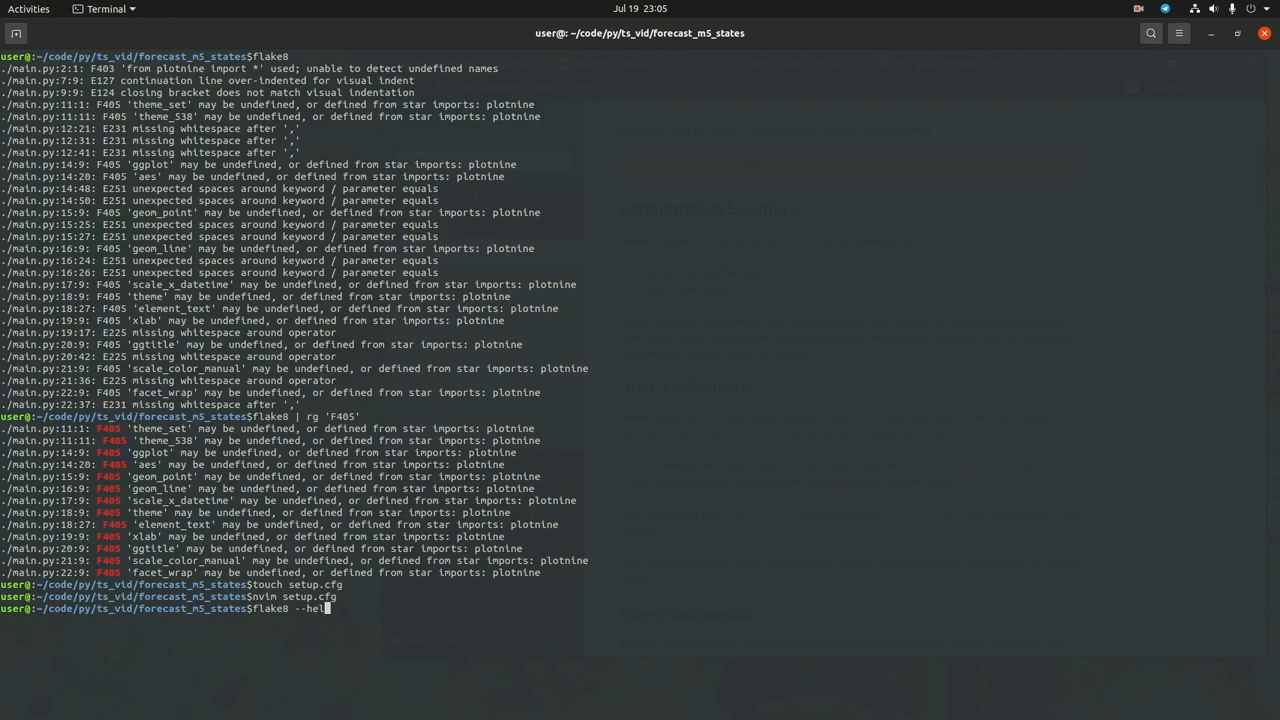 Activities
Terminal
Jul 19 23:05
user@: ~/code/py/ts_vid/forecast_m5_states
user@:~/code/py/ts_vid/forecast_m5_states$flake8
./main.py:2:1: F403 'from plotnine import *' used; unable to detect undefined names
./main.py:7:9: E127 continuation line over-indented for visual indent
./main.py:9:9: E124 closing bracket does not match visual indentation
./main.py:11:1: F405 'theme_set' may be undefined, or defined from star imports: plotnine
./main.py:11:11: F405 'theme_538' may be undefined, or defined from star imports: plotnine
./main.py:12:21: E231 missing whitespace after ','
./main.py:12:31: E231 missing whitespace after ','
./main.py:12:41: E231 missing whitespace after ','
./main.py:14:9: F405 'ggplot' may be undefined, or defined from star imports: plotnine
./main.py:14:20: F405 'aes' may be undefined, or defined from star imports: plotnine
./main.py:14:48: E251 unexpected spaces around keyword / parameter equals
./main.py:14:50: E251 unexpected spaces around keyword / parameter equals
./main.py:15:9: F405 'geom_point' may be undefined, or defined from star imports: plotnine
./main.py:15:25: E251 unexpected spaces around keyword / parameter equals
./main.py:15:27: E251 unexpected spaces around keyword / parameter equals
./main.py:16:9: F405 'geom_line' may be undefined, or defined from star imports: plotnine
./main.py:16:24: E251 unexpected spaces around keyword / parameter equals
./main.py:16:26: E251 unexpected spaces around keyword / parameter equals
./main.py:17:9: F405 'scale_x_datetime' may be undefined, or defined from star imports: plotnine
./main.py:18:9: F405 'theme' may be undefined, or defined from star imports: plotnine
./main.py:18:27: F405 'element_text' may be undefined, or defined from star imports: plotnine
./main.py:19:9: F405 'xlab' may be undefined, or defined from star imports: plotnine
./main.py:19:17: E225 missing whitespace around operator
./main.py:20:9: F405 'ggtitle' may be undefined, or defined from star imports: plotnine
./main.py:20:42: E225 missing whitespace around operator
./main.py:21:9: F405 'scale_color_manual' may be undefined, or defined from star imports: plotnine
./main.py:21:36: E225 missing whitespace around operator
./main.py:22:9: F405 'facet_wrap' may be undefined, or defined from star imports: plotnine
./main.py:22:37: E231 missing whitespace after ','
user@:~/code/py/ts_vid/forecast_m5_states$flake8 | rg 'F405'
./main.py:11:1: F405 'theme_set' may be undefined, or defined from star imports: plotnine
./main.py:11:11: F405 'theme_538' may be undefined, or defined from star imports: plotnine
./main.py:14:9: F405 'ggplot' may be undefined, or defined from star imports: plotnine
./main.py:14:20: F405 'aes' may be undefined, or defined from star imports: plotnine
./main.py:15:9: F405 'geom_point' may be undefined, or defined from star imports: plotnine
./main.py:16:9: F405 'geom_line' may be undefined, or defined from star imports: plotnine
./main.py:17:9: F405 'scale_x_datetime' may be undefined, or defined from star imports: plotnine
./main.py:18:9: F405 'theme' may be undefined, or defined from star imports: plotnine
./main.py:18:27: F405 'element_text' may be undefined, or defined from star imports: plotnine
./main.py:19:9: F405 'xlab' may be undefined, or defined from star imports: plotnine
./main.py:20:9: F405 'ggtitle' may be undefined, or defined from star imports: plotnine
./main.py:21:9: F405 'scale_color_manual' may be undefined, or defined from star imports: plotnine
./main.py:22:9: F405 'facet_wrap' may be undefined, or defined from star imports: plotnine
user@:~/code/py/ts_vid/forecast_m5_states$touch setup.cfg
user@:~/code/py/ts_vid/forecast_m5_states$nvim setup.cfg
user@:~/code/py/ts_vid/forecast_m5_states$flake8 --hel
Configuration Locations
"User" Configuration
Project Configuration